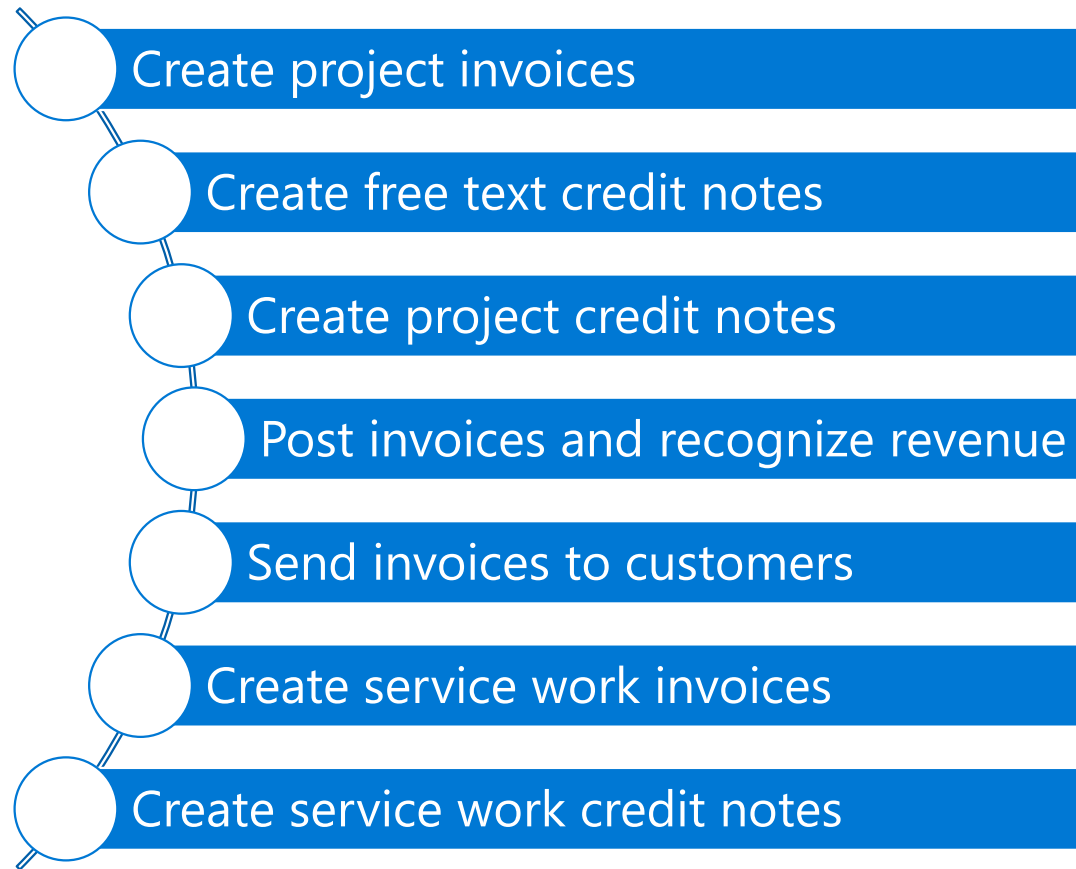 Create project invoices
Create free text credit notes
Create project credit notes
Post invoices and recognize revenue
Send invoices to customers
Create service work invoices
Create service work credit notes